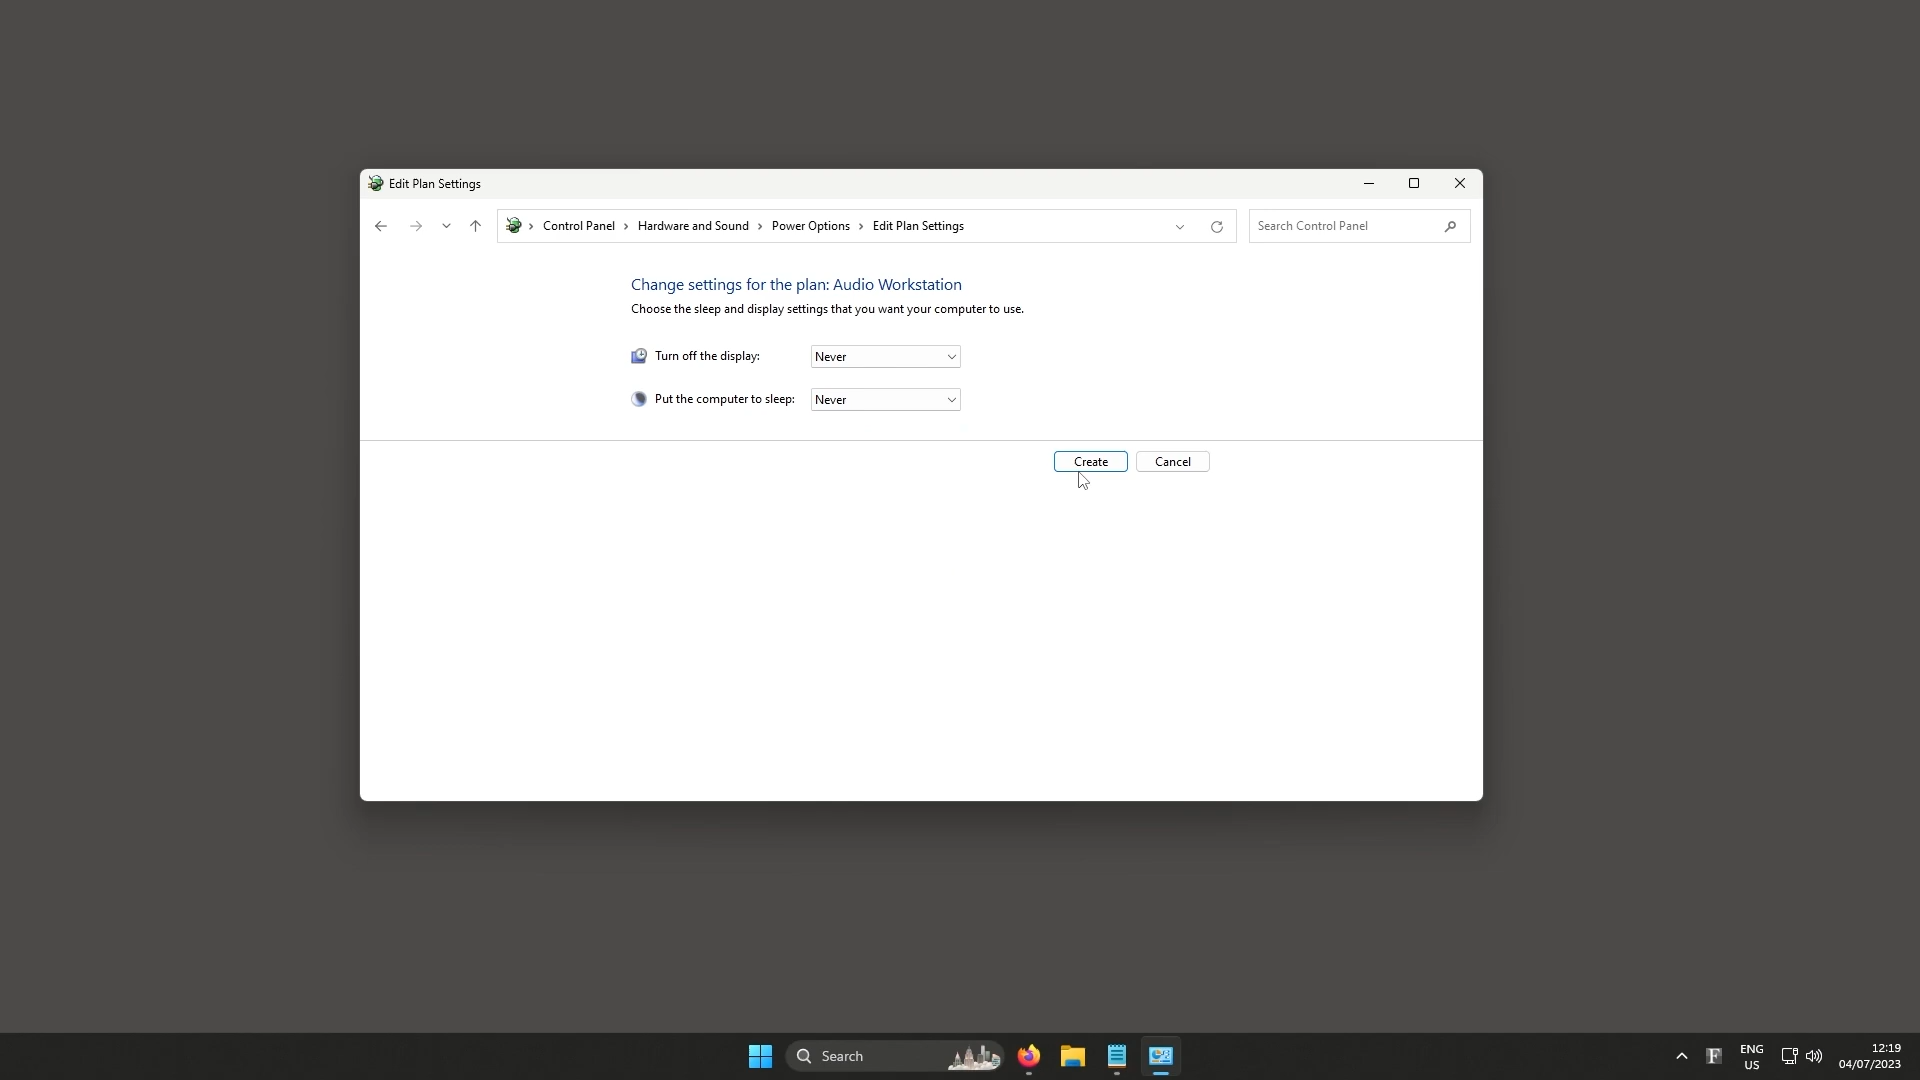 Edit Plan Settings
Control Panel > Hardware and Sound > Power Options > Edit Plan Settings
Search Control Panel
Change settings for the plan: Audio Workstation
Choose the sleep and display settings that you want your computer to use.
Turn off the display: Never
Put the computer to sleep: Never
Create Cancel
Search
F
ENG
US
12:19
04/07/2023